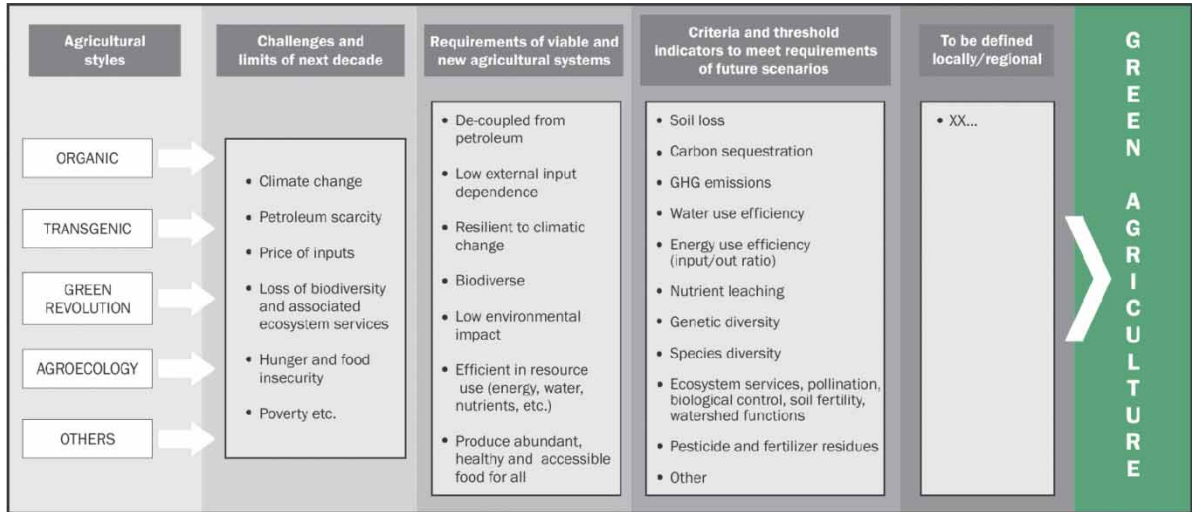 Agricultural
styles
ORGANIC
TRANSGENIC
GREEN
REVOLUTION
AGROECOLOGY
OTHERS
Challenges and
limits of next decade
• Climate change
• Petroleum scarcity
• Price of inputs
• Loss of biodiversity
and associated
ecosystem services
• Hunger and food
insecurity
• Poverty etc.
Requirements of viable and
new agricultural systems
• De-coupled from
petroleum
• Low external input
dependence
• Resilient to climatic
change
• Biodiverse
• Low environmental
impact
• Efficient in resource
use (energy, water,
nutrients, etc.)
• Produce abundant,
healthy and accessible
food for all
Criteria and threshold
indicators to meet requirements
of future scenarios
• Soil loss
• Carbon sequestration
• GHG emissions
• Water use efficiency
• Energy use efficiency
(input/out ratio)
• Nutrient leaching
• Genetic diversity
• Species diversity
• Ecosystem services, pollination,
biological control, soil fertility,
watershed functions
• Pesticide and fertilizer residues
• Other
To be defined
locally/regional
• XX...
GREEN AGRICULTURE